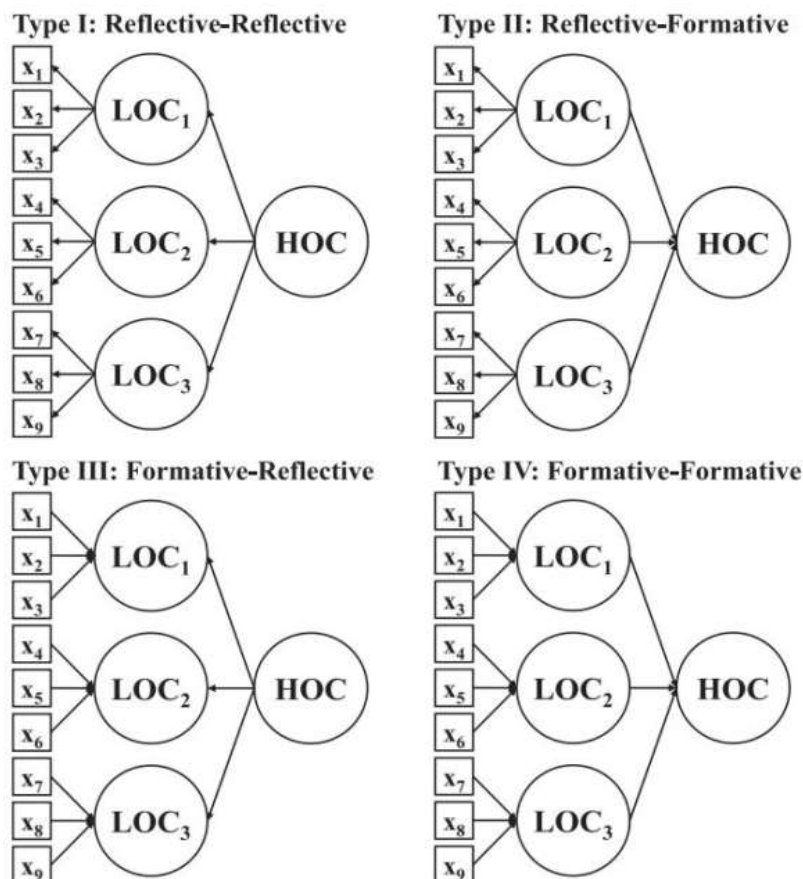 Type I: Reflective-Reflective
x1
x2
x3
x4
x5
x6
x7
x8
x9
LOC1
LOC2
LOC3
HOC
Type II: Reflective-Formative
x1
x2
x3
x4
x5
x6
x7
x8
x9
LOC1
LOC2
LOC3
HOC
Type III: Formative-Reflective
x1
x2
x3
x4
x5
x6
x7
x8
x9
LOC1
LOC2
LOC3
HOC
Type IV: Formative-Formative
x1
x2
x3
x4
x5
x6
x7
x8
x9
LOC1
LOC2
LOC3
HOC